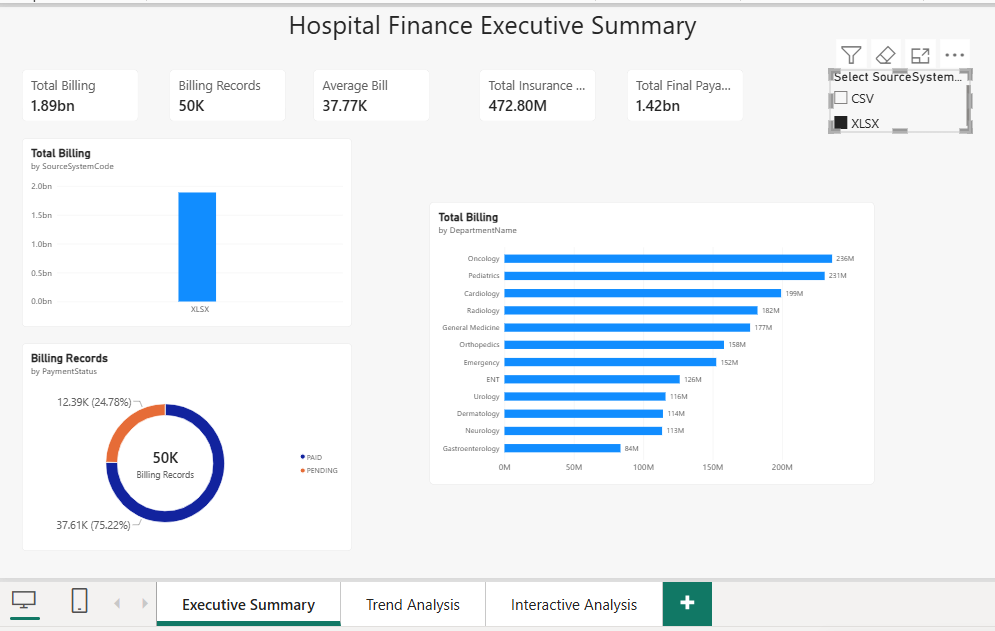 Hospital Finance Executive Summary
Total Billing
1.89bn
Billing Records
50K
Average Bill
37.77K
Total Insurance ...
472.80M
Total Final Paya...
1.42bn
Select SourceSystem...
CSV
XLSX
Total Billing
by SourceSystemCode
2.0bn
1.5bn
1.0bn
0.5bn
0.0bn
XLSX
Total Billing
by DepartmentName
Oncology 236M
Pediatrics 231M
Cardiology 199M
Radiology 182M
General Medicine 177M
Orthopedics 158M
Emergency 152M
ENT 126M
Urology 116M
Dermatology 114M
Neurology 113M
Gastroenterology 84M
0M 50M 100M 150M 200M
Billing Records
by PaymentStatus
12.39K (24.78%)
50K
Billing Records
PAID
PENDING
37.61K (75.22%)
Executive Summary
Trend Analysis
Interactive Analysis